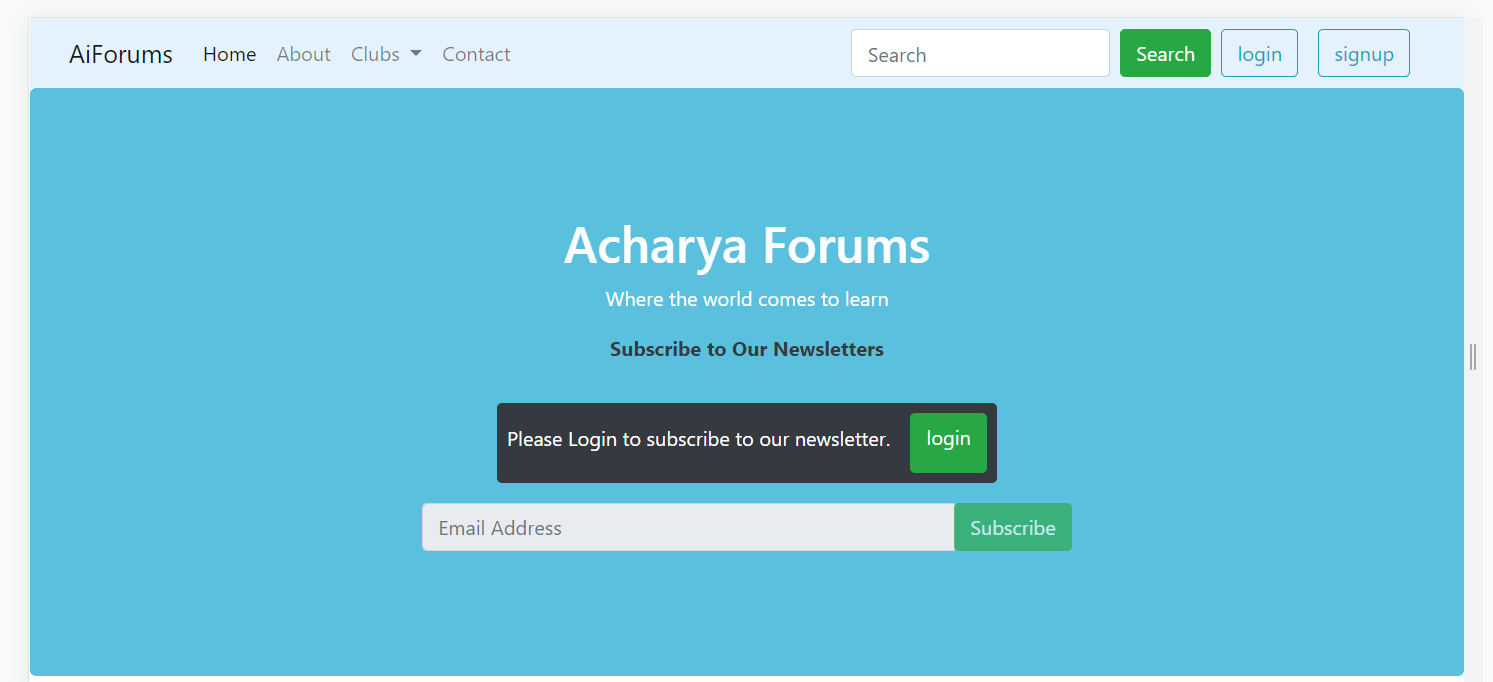 AiForums Home About Clubs Contact Search Search login signup
Acharya Forums
Where the world comes to learn
Subscribe to Our Newsletters
Please Login to subscribe to our newsletter. login
Email Address Subscribe